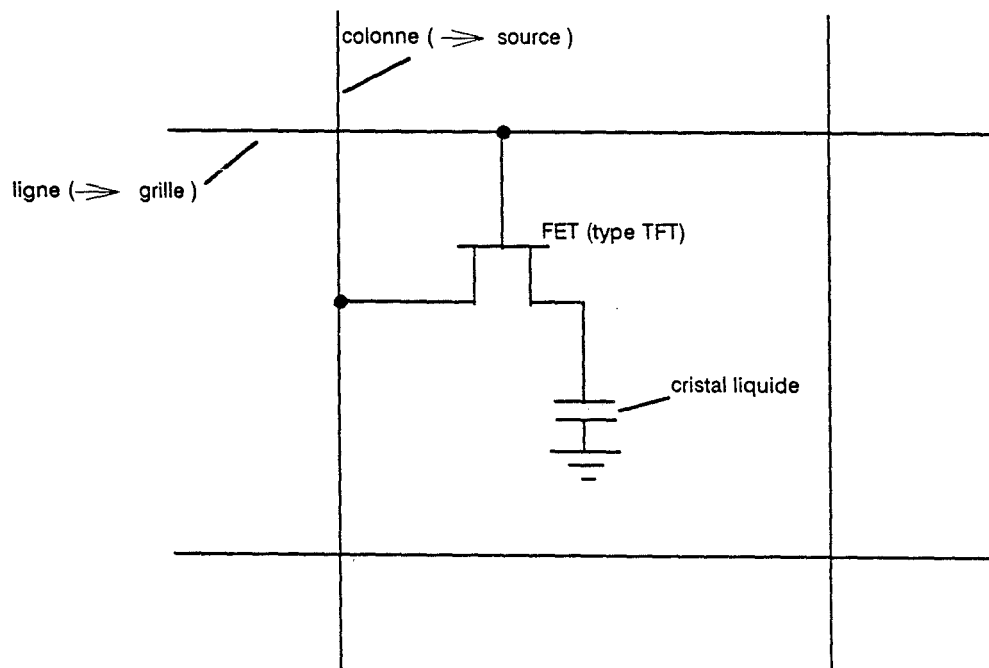 colonne ( → source )
ligne ( → grille )
FET (type TFT)
cristal liquide